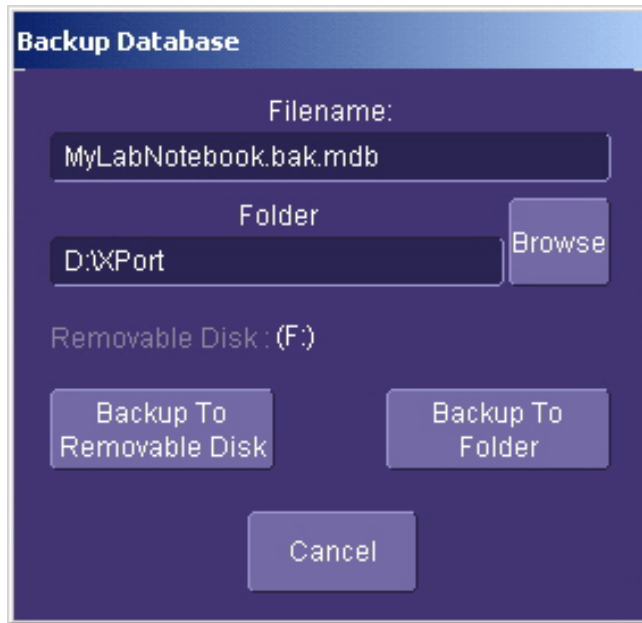 Backup Database
Filename:
MyLabNotebook.bak.mdb
Folder
Browse
D:\XPort
Removable Disk : (F:)
Backup To
Removable Disk
Backup To
Folder
Cancel